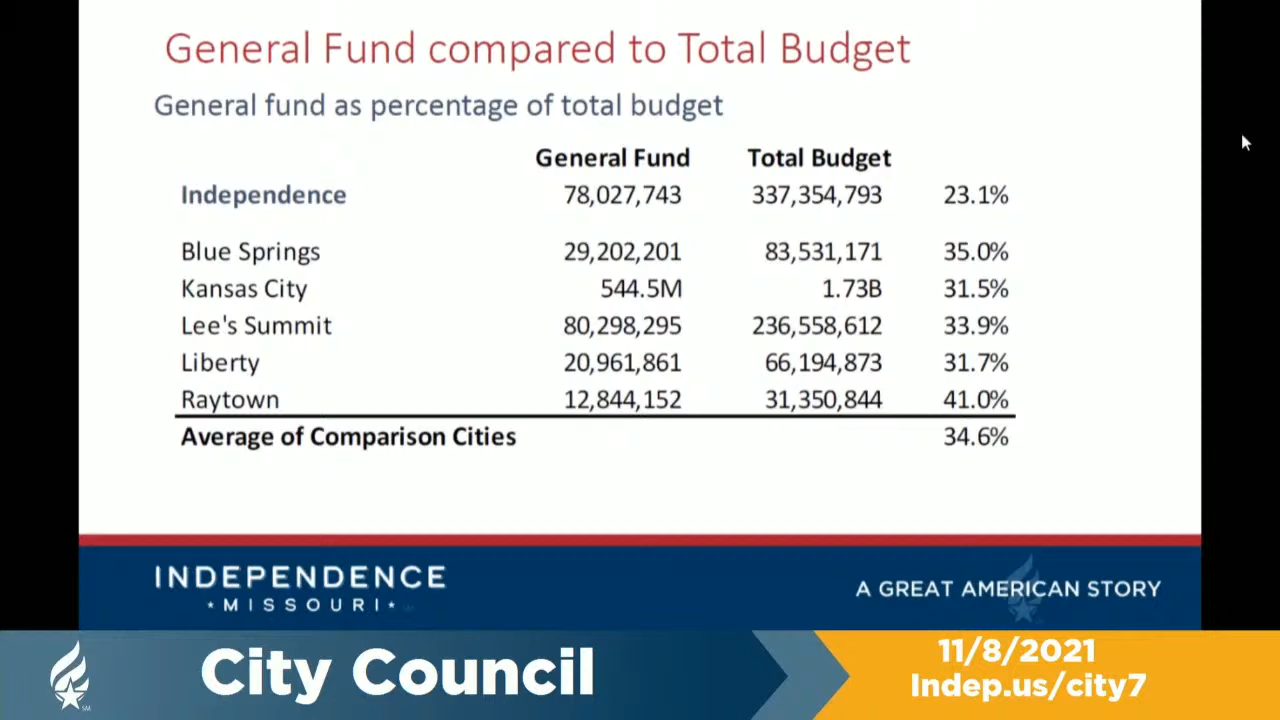 General Fund compared to Total Budget
General fund as percentage of total budget
General Fund Total Budget
Independence 78,027,743 337,354,793 23.1%
Blue Springs 29,202,201 83,531,171 35.0%
Kansas City 544.5M 1.73B 31.5%
Lee's Summit 80,298,295 236,558,612 33.9%
Liberty 20,961,861 66,194,873 31.7%
Raytown 12,844,152 31,350,844 41.0%
Average of Comparison Cities 34.6%
INDEPENDENCE
★ MISSOURI ★
A GREAT AMERICAN STORY
City Council
11/8/2021
Indep.us/city7
SM